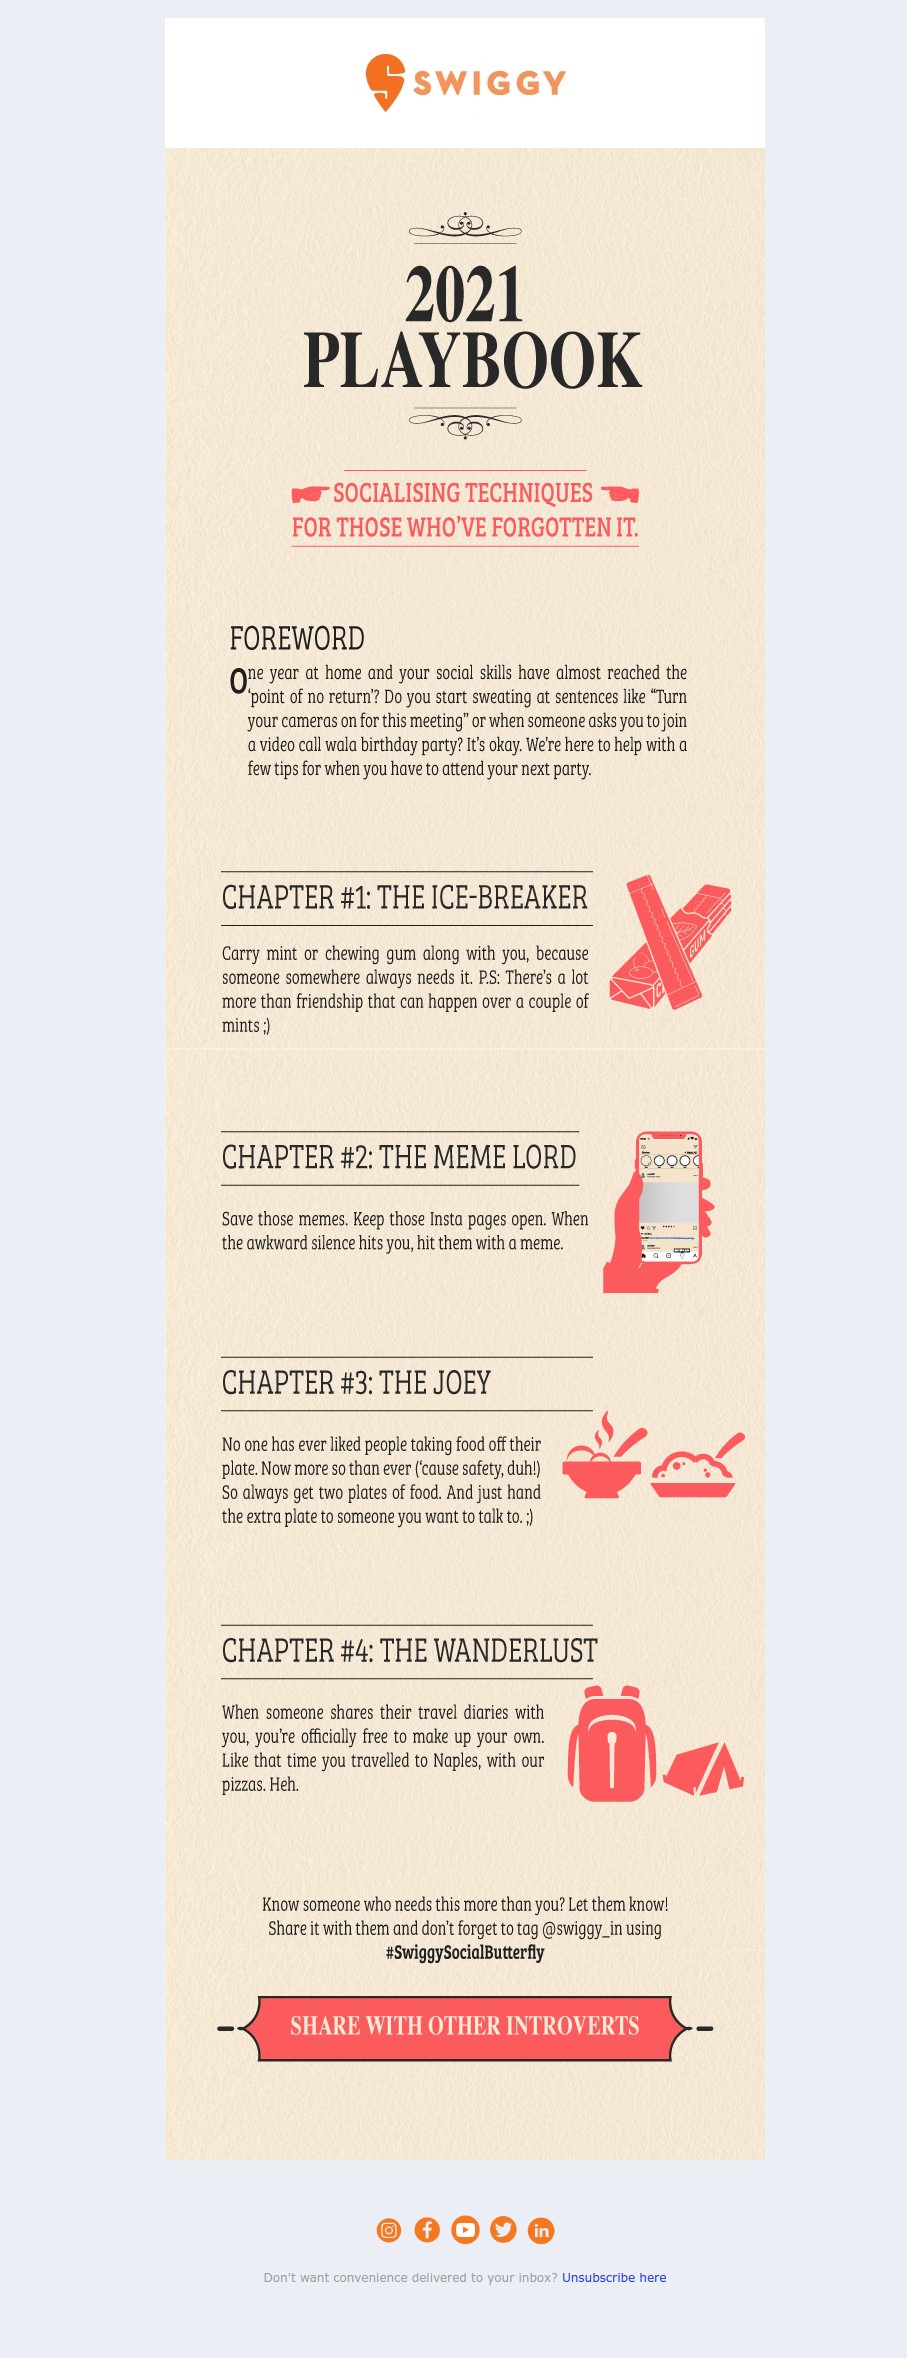 SWIGGY
2021
PLAYBOOK
SOCIALISING TECHNIQUES
FOR THOSE WHO’VE FORGOTTEN IT.
FOREWORD
One year at home and your social skills have almost reached the
‘point of no return’? Do you start sweating at sentences like “Turn
your cameras on for this meeting” or when someone asks you to join
a video call wala birthday party? It’s okay. We’re here to help with a
few tips for when you have to attend your next party.
CHAPTER #1: THE ICE-BREAKER
Carry mint or chewing gum along with you, because
someone somewhere always needs it. P.S: There’s a lot
more than friendship that can happen over a couple of
mints ;)
GUM
CHAPTER #2: THE MEME LORD
Save those memes. Keep those Insta pages open. When
the awkward silence hits you, hit them with a meme.
CHAPTER #3: THE JOEY
No one has ever liked people taking food off their
plate. Now more so than ever (‘cause safety, duh!)
So always get two plates of food. And just hand
the extra plate to someone you want to talk to. ;)
CHAPTER #4: THE WANDERLUST
When someone shares their travel diaries with
you, you’re officially free to make up your own.
Like that time you travelled to Naples, with our
pizzas. Heh.
Know someone who needs this more than you? Let them know!
Share it with them and don’t forget to tag @swiggy_in using
#SwiggySocialButterfly
SHARE WITH OTHER INTROVERTS
Don't want convenience delivered to your inbox? Unsubscribe here